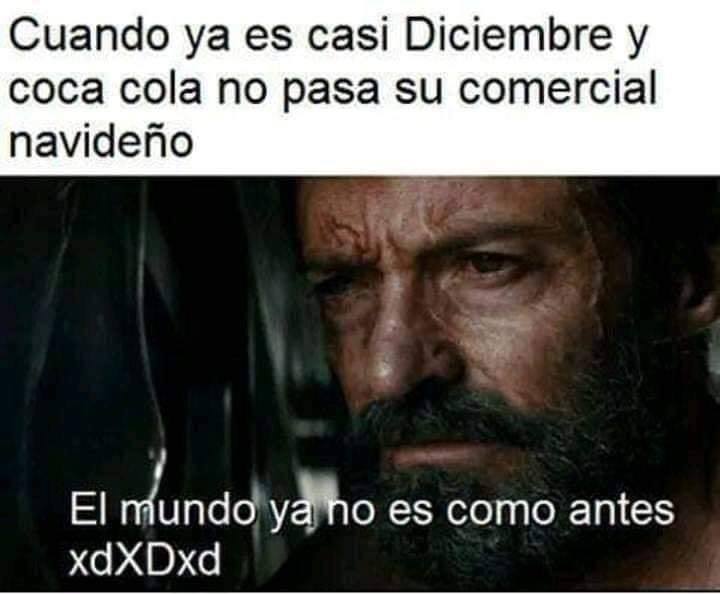 Cuando ya es casi Diciembre y
coca cola no pasa su comercial
navideño
El mundo ya no es como antes
xdXDxd